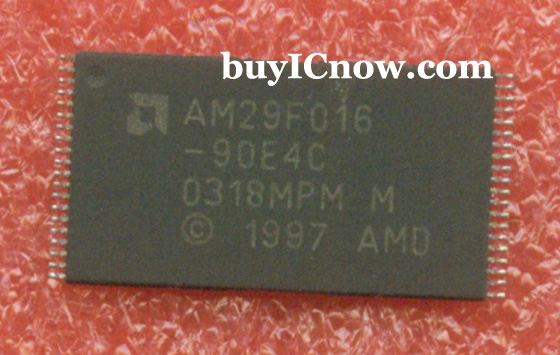 buyICnow.com
AM29F016
-90E4C
0318MPM M
© 1997 AMD